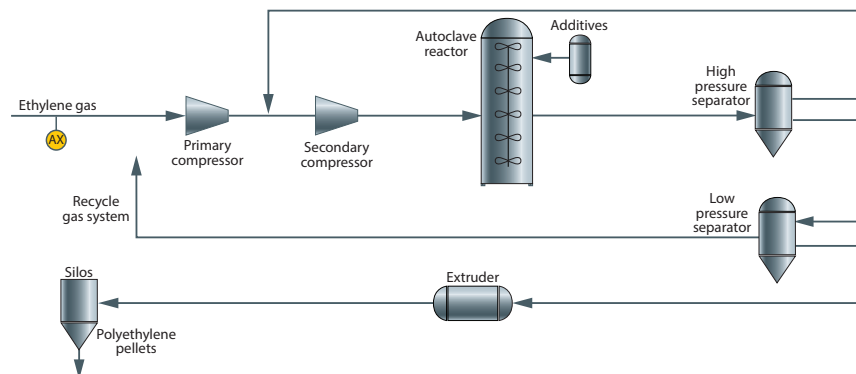 Ethylene gas
AX
Primary
compressor
Secondary
compressor
Autoclave
reactor
Additives
High
pressure
separator
Recycle
gas system
Low
pressure
separator
Silos
Polyethylene
pellets
Extruder